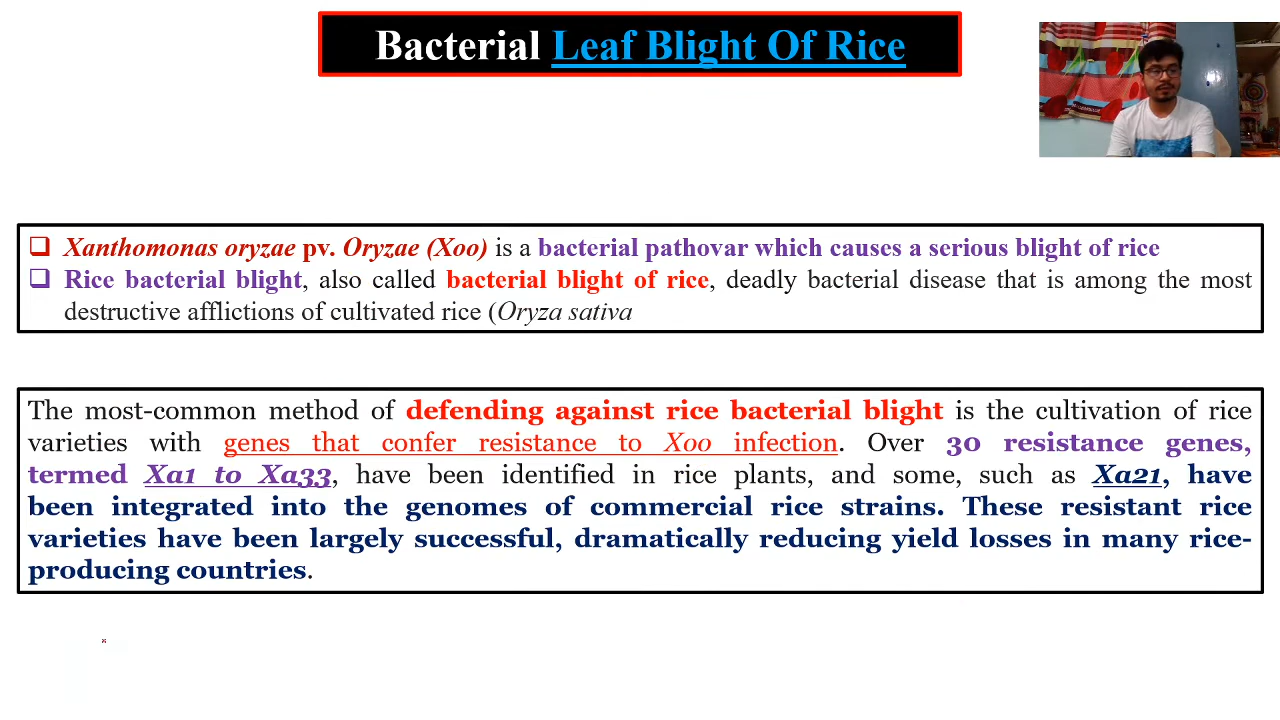 Bacterial Leaf Blight Of Rice
❑ Xanthomonas oryzae pv. Oryzae (Xoo) is a bacterial pathovar which causes a serious blight of rice
❑ Rice bacterial blight, also called bacterial blight of rice, deadly bacterial disease that is among the most
destructive afflictions of cultivated rice (Oryza sativa
The most-common method of defending against rice bacterial blight is the cultivation of rice
varieties with genes that confer resistance to Xoo infection. Over 30 resistance genes,
termed Xa1 to Xa33, have been identified in rice plants, and some, such as Xa21, have
been integrated into the genomes of commercial rice strains. These resistant rice
varieties have been largely successful, dramatically reducing yield losses in many rice-
producing countries.